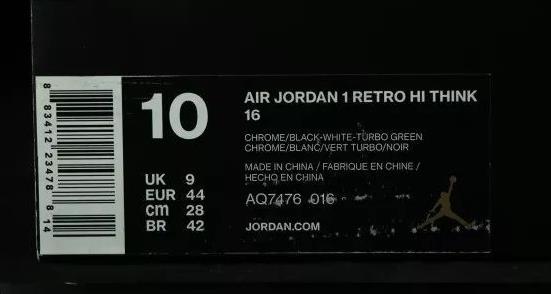 8 83412 23478 8 14
10
UK 9
EUR 44
cm 28
BR 42
AIR JORDAN 1 RETRO HI THINK
16
CHROME/BLACK-WHITE-TURBO GREEN
CHROME/BLANC/VERT TURBO/NOIR
MADE IN CHINA / FABRIQUE EN CHINE /
HECHO EN CHINA
AQ7476 016
JORDAN.COM